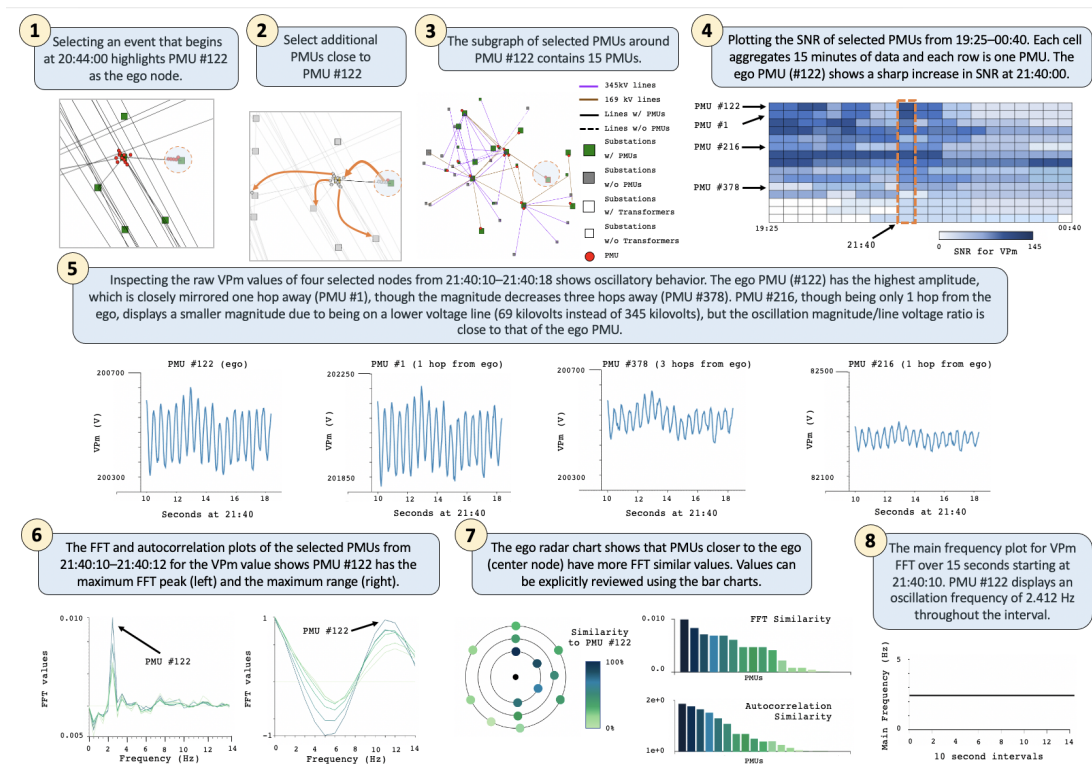 1
Selecting an event that begins
at 20:44:00 highlights PMU #122
as the ego node.
2
Select additional
PMUs close to
PMU #122
3
The subgraph of selected PMUs around
PMU #122 contains 15 PMUs.
345kV lines
169 kV lines
Lines w/ PMUs
Lines w/o PMUs
Substations
w/ PMUs
Substations
w/o PMUs
Substations
w/ Transformers
Substations
w/o Transformers
PMU
4
Plotting the SNR of selected PMUs from 19:25–00:40. Each cell
aggregates 15 minutes of data and each row is one PMU. The
ego PMU (#122) shows a sharp increase in SNR at 21:40:00.
PMU #122
PMU #1
PMU #216
PMU #378
19:25
00:40
21:40
0
145
SNR for VPm
5
Inspecting the raw VPm values of four selected nodes from 21:40:10–21:40:18 shows oscillatory behavior. The ego PMU (#122) has the highest amplitude,
which is closely mirrored one hop away (PMU #1), though the magnitude decreases three hops away (PMU #378). PMU #216, though being only 1 hop from the
ego, displays a smaller magnitude due to being on a lower voltage line (69 kilovolts instead of 345 kilovolts), but the oscillation magnitude/line voltage ratio is
close to that of the ego PMU.
PMU #122 (ego)
200700
VPm (V)
200300
10 12 14 16 18
Seconds at 21:40
PMU #1 (1 hop from ego)
202250
VPm (V)
201850
10 12 14 16 18
Seconds at 21:40
PMU #378 (3 hops from ego)
200700
VPm (V)
200300
10 12 14 16 18
Seconds at 21:40
PMU #216 (1 hop from ego)
82500
VPm (V)
82100
10 12 14 16 18
Seconds at 21:40
6
The FFT and autocorrelation plots of the selected PMUs from
21:40:10–21:40:12 for the VPm value shows PMU #122 has the
maximum FFT peak (left) and the maximum range (right).
0.010
FFT values
0.005
PMU #122
0 2 4 6 8 10 12 14
Frequency (Hz)
1
FFT values
-1
PMU #122
0 2 4 6 8 10 12 14
Frequency (Hz)
7
The ego radar chart shows that PMUs closer to the ego
(center node) have more FFT similar values. Values can
be explicitly reviewed using the bar charts.
Similarity
to PMU #122
100%
0%
0.010
FFT Similarity
0.0
PMUs
2e+0
Autocorrelation
Similarity
1e+0
PMUs
8
The main frequency plot for VPm
FFT over 15 seconds starting at
21:40:10. PMU #122 displays an
oscillation frequency of 2.412 Hz
throughout the interval.
Main Frequency (Hz)
5
0
0 2 4 6 8 10 12 14
10 second intervals